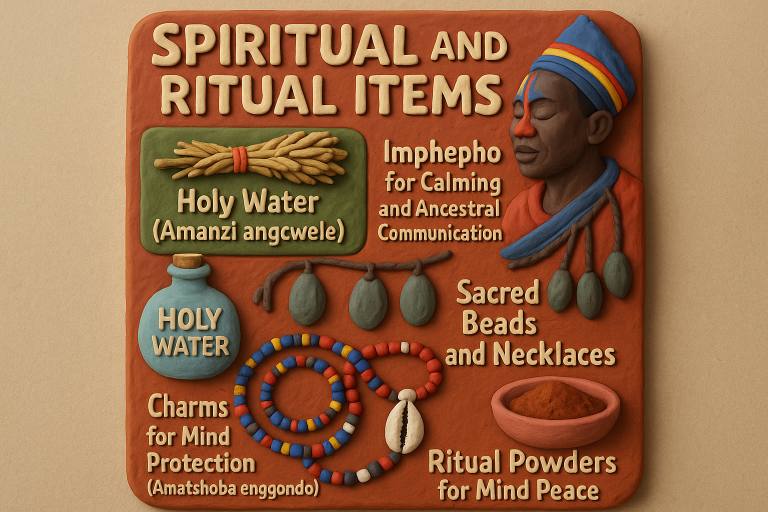 SPIRITUAL AND
RITUAL ITEMS
Holy Water
(Amanzi angcwele)
Imphepho
for Calming
and Ancestral
Communication
HOLY
WATER
Sacred
Beads
and Necklaces
Charms
for Mind
Protection
(Amatshoba enggondo)
Ritual Powders
for Mind Peace